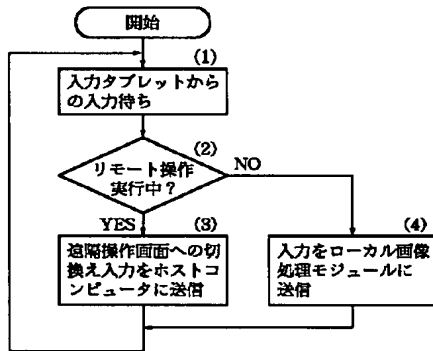 開始
(1)
入力タブレットから
の入力待ち
(2)
リモート操作
実行中?
NO
YES
(3)
遠隔操作画面への切
換え入力をホストコ
ンピュータに送信
(4)
入力をローカル画像
処理モジュールに
送信